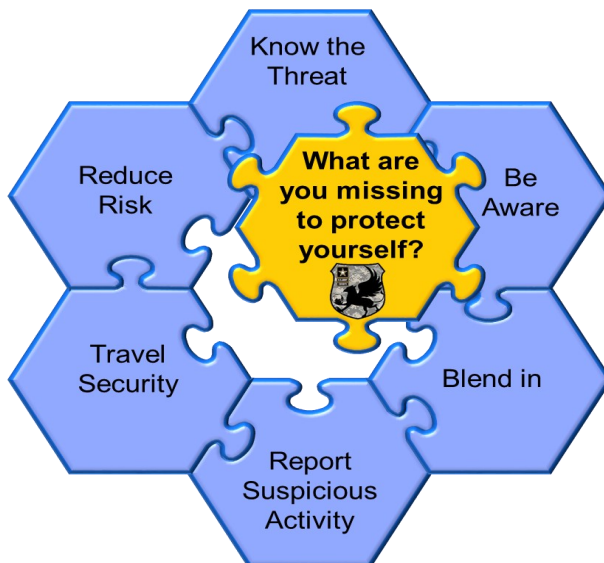 Know the
Threat
What are
you missing
to protect
yourself?
Reduce
Risk
Be
Aware
Travel
Security
Blend in
Report
Suspicious
Activity